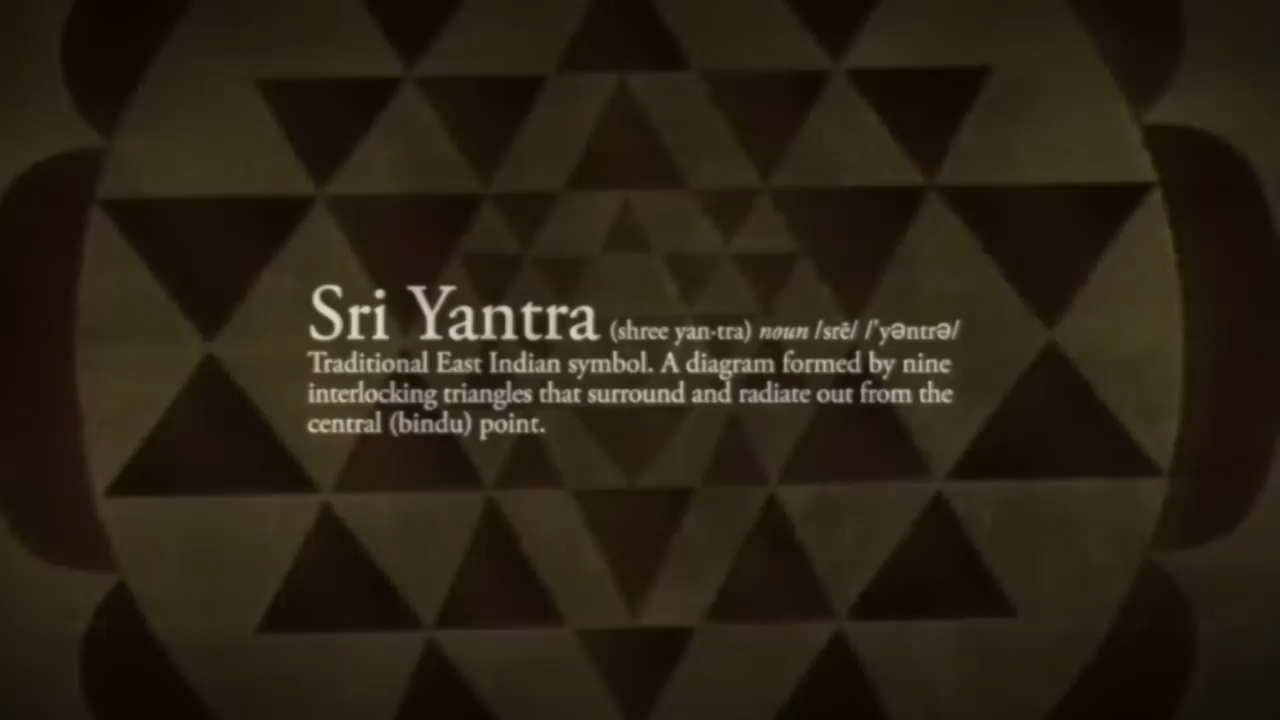 Sri Yantra (shree yan·tra) noun /srē/ /ˈyəntrə/
Traditional East Indian symbol. A diagram formed by nine
interlocking triangles that surround and radiate out from the
central (bindu) point.